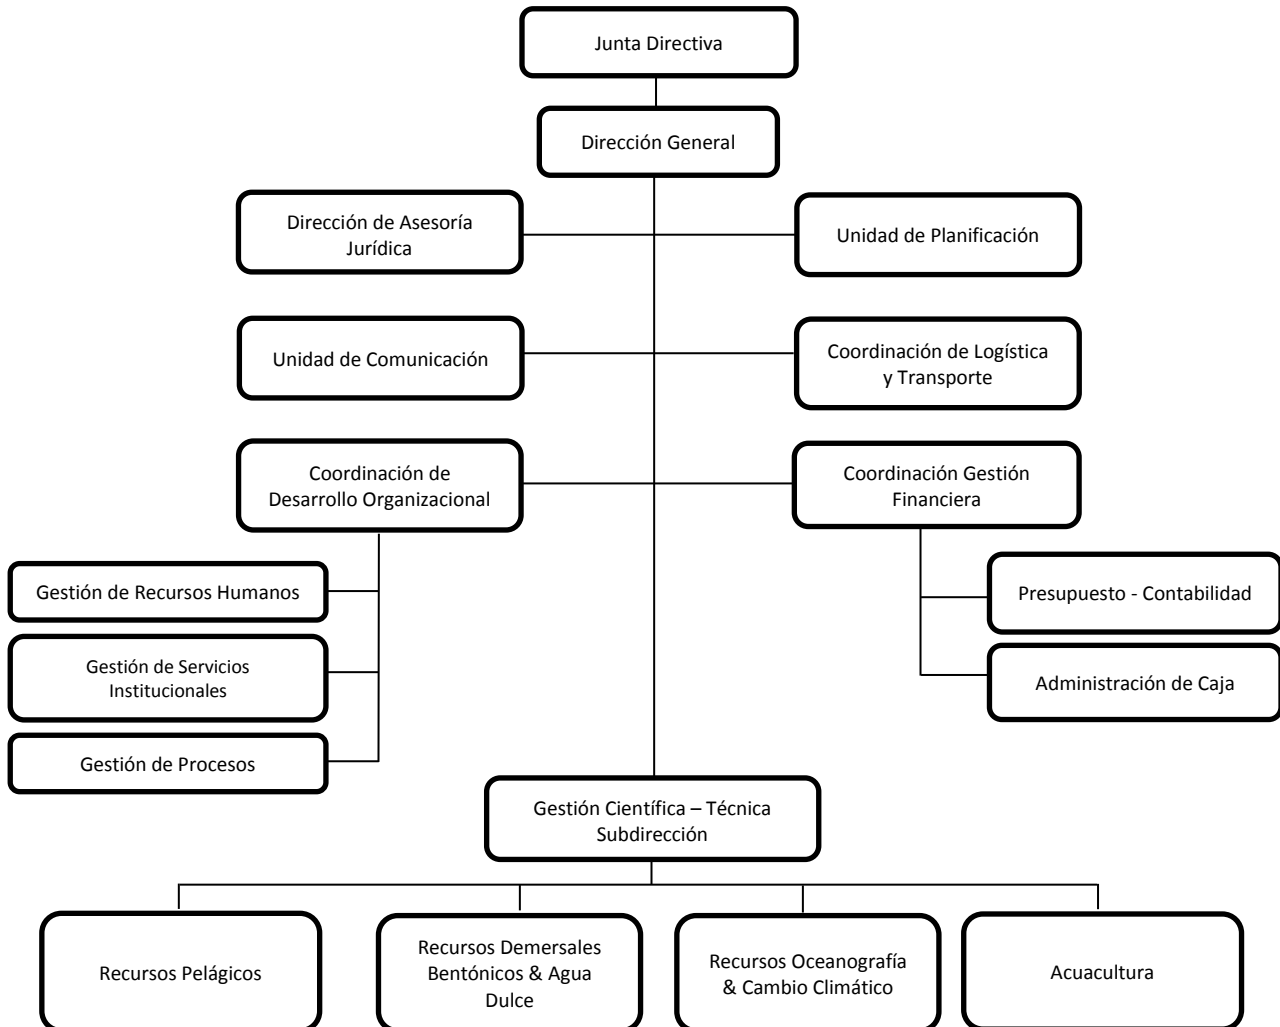 Junta Directiva
Dirección General
Dirección de Asesoría
Jurídica
Unidad de Planificación
Unidad de Comunicación
Coordinación de Logística
y Transporte
Coordinación de
Desarrollo Organizacional
Coordinación Gestión
Financiera
Gestión de Recursos Humanos
Gestión de Servicios
Institucionales
Gestión de Procesos
Presupuesto - Contabilidad
Administración de Caja
Gestión Científica – Técnica
Subdirección
Recursos Pelágicos
Recursos Demersales
Bentónicos & Agua
Dulce
Recursos Oceanografía
& Cambio Climático
Acuacultura